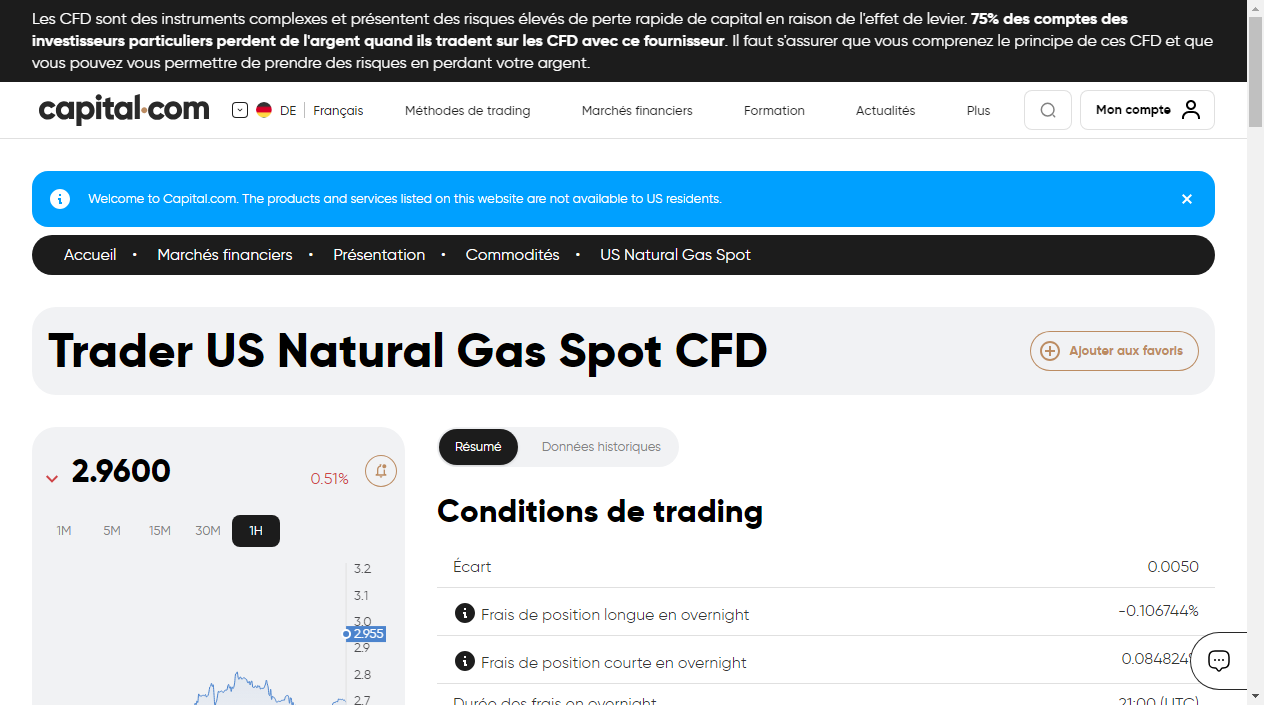 Les CFD sont des instruments complexes et présentent des risques élevés de perte rapide de capital en raison de l'effet de levier. 75% des comptes des
investisseurs particuliers perdent de l'argent quand ils tradent sur les CFD avec ce fournisseur. Il faut s'assurer que vous comprenez le principe de ces CFD et que
vous pouvez vous permettre de prendre des risques en perdant votre argent.
capital.com DE Français Méthodes de trading Marchés financiers Formation Actualités Plus Mon compte
Welcome to Capital.com. The products and services listed on this website are not available to US residents.
Accueil • Marchés financiers • Présentation • Commodités • US Natural Gas Spot
Trader US Natural Gas Spot CFD
Ajouter aux favoris
2.9600 0.51%
1M 5M 15M 30M 1H
3.2
3.1
3.0
2.955
2.9
2.8
2.7
Résumé Données historiques
Conditions de trading
Écart 0.0050
Frais de position longue en overnight -0.106744%
Frais de position courte en overnight 0.084824%
Durée des frais en overnight 21:00 (UTC)